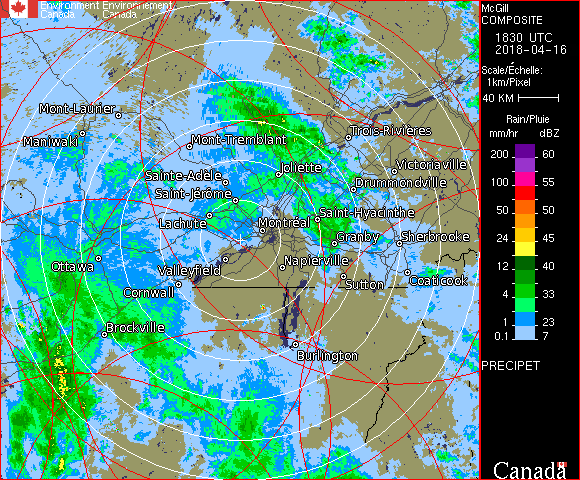 Environment Environnement
Canada Canada
McGill
COMPOSITE
1830 UTC
2018-04-16
Scale/Échelle:
1km/Pixel
40 KM
Rain/Pluie
mm/hr dBZ
200 60
100 55
50 50
24 45
12 40
4 33
1 23
0.1 7
PRECIPET
Canada
Mont-Laurier
Maniwaki
Mont-Tremblant
Trois-Rivières
Joliette
Victoriaville
Sainte-Adèle
Drummondville
Saint-Jérôme
Saint-Hyacinthe
Lachute
Montréal
Granby
Sherbrooke
Ottawa
Valleyfield
Napierville
Cornwall
Sutton
Coaticook
Brockville
Burlington